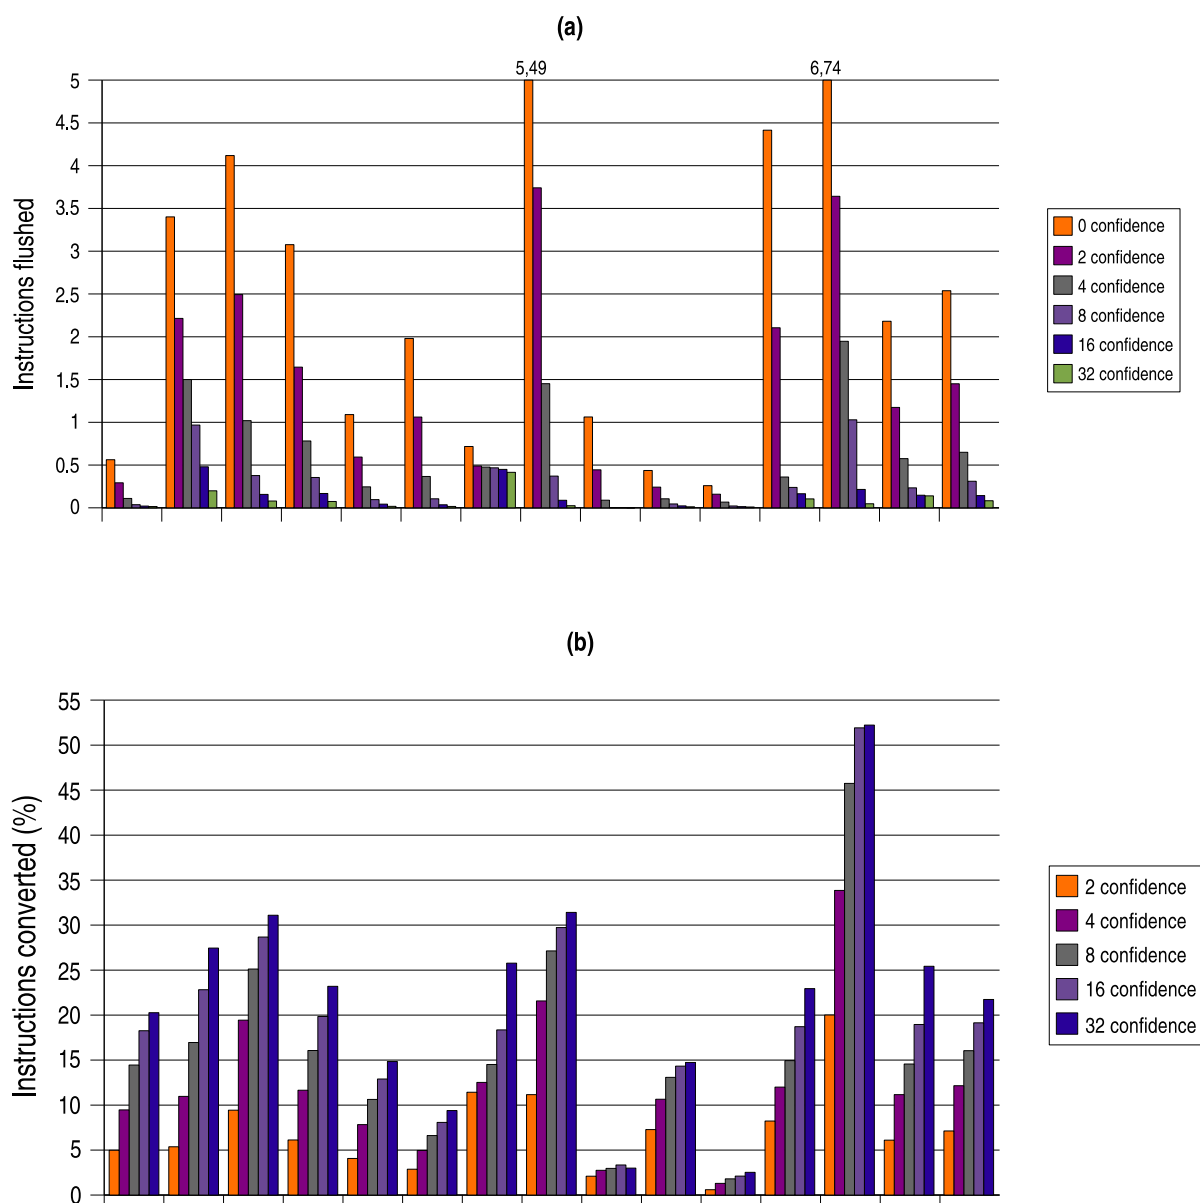 (a)
5,49
6,74
5
4.5
4
3.5
3
2.5
2
1.5
1
0.5
0
Instructions flushed
0 confidence
2 confidence
4 confidence
8 confidence
16 confidence
32 confidence
(b)
55
50
45
40
35
30
25
20
15
10
5
0
Instructions converted (%)
2 confidence
4 confidence
8 confidence
16 confidence
32 confidence